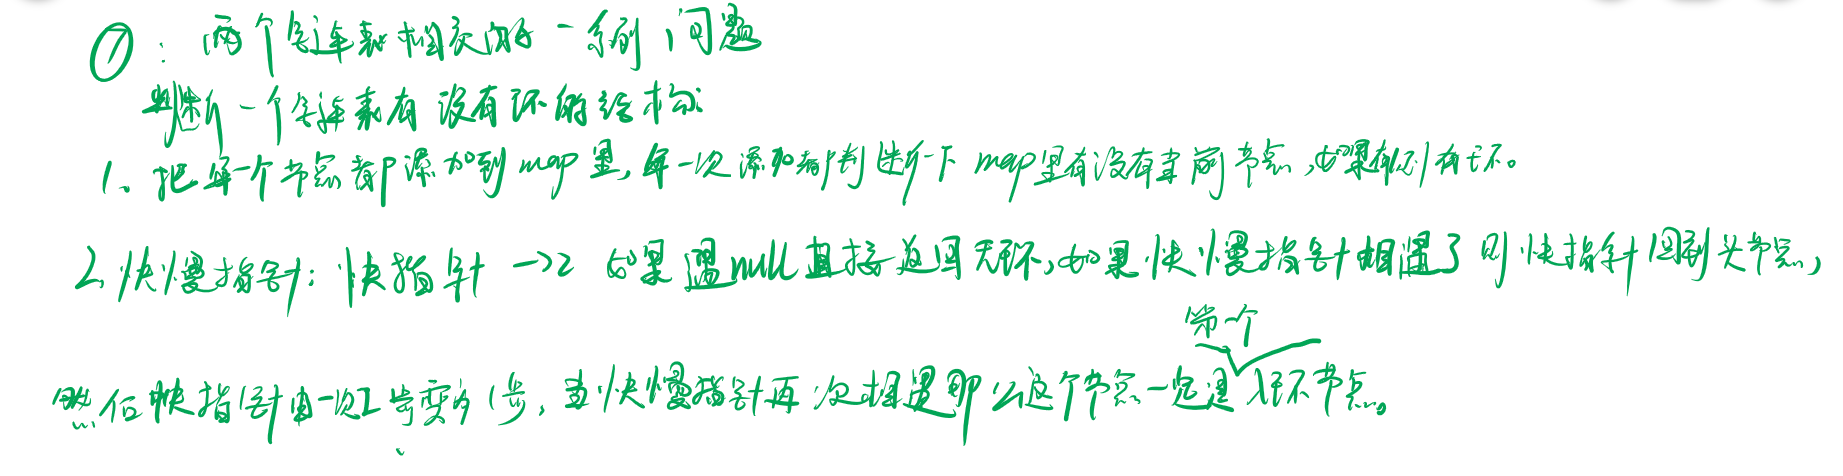 ①:两个单链表相交的一系列问题
判断一个单链表有没有环的结构
1、把每一个节点都添加到map里,每一次添加都判断一下map里有没有当前节点,如果有则有环。
2、快慢指针:快指针→2 如果遇null直接返回无环,如果快慢指针相遇了则快指针回到头节点,
第一个
然后快指针由一次2步变为1步,当快慢指针再次相遇那么这个节点一定是入环节点。